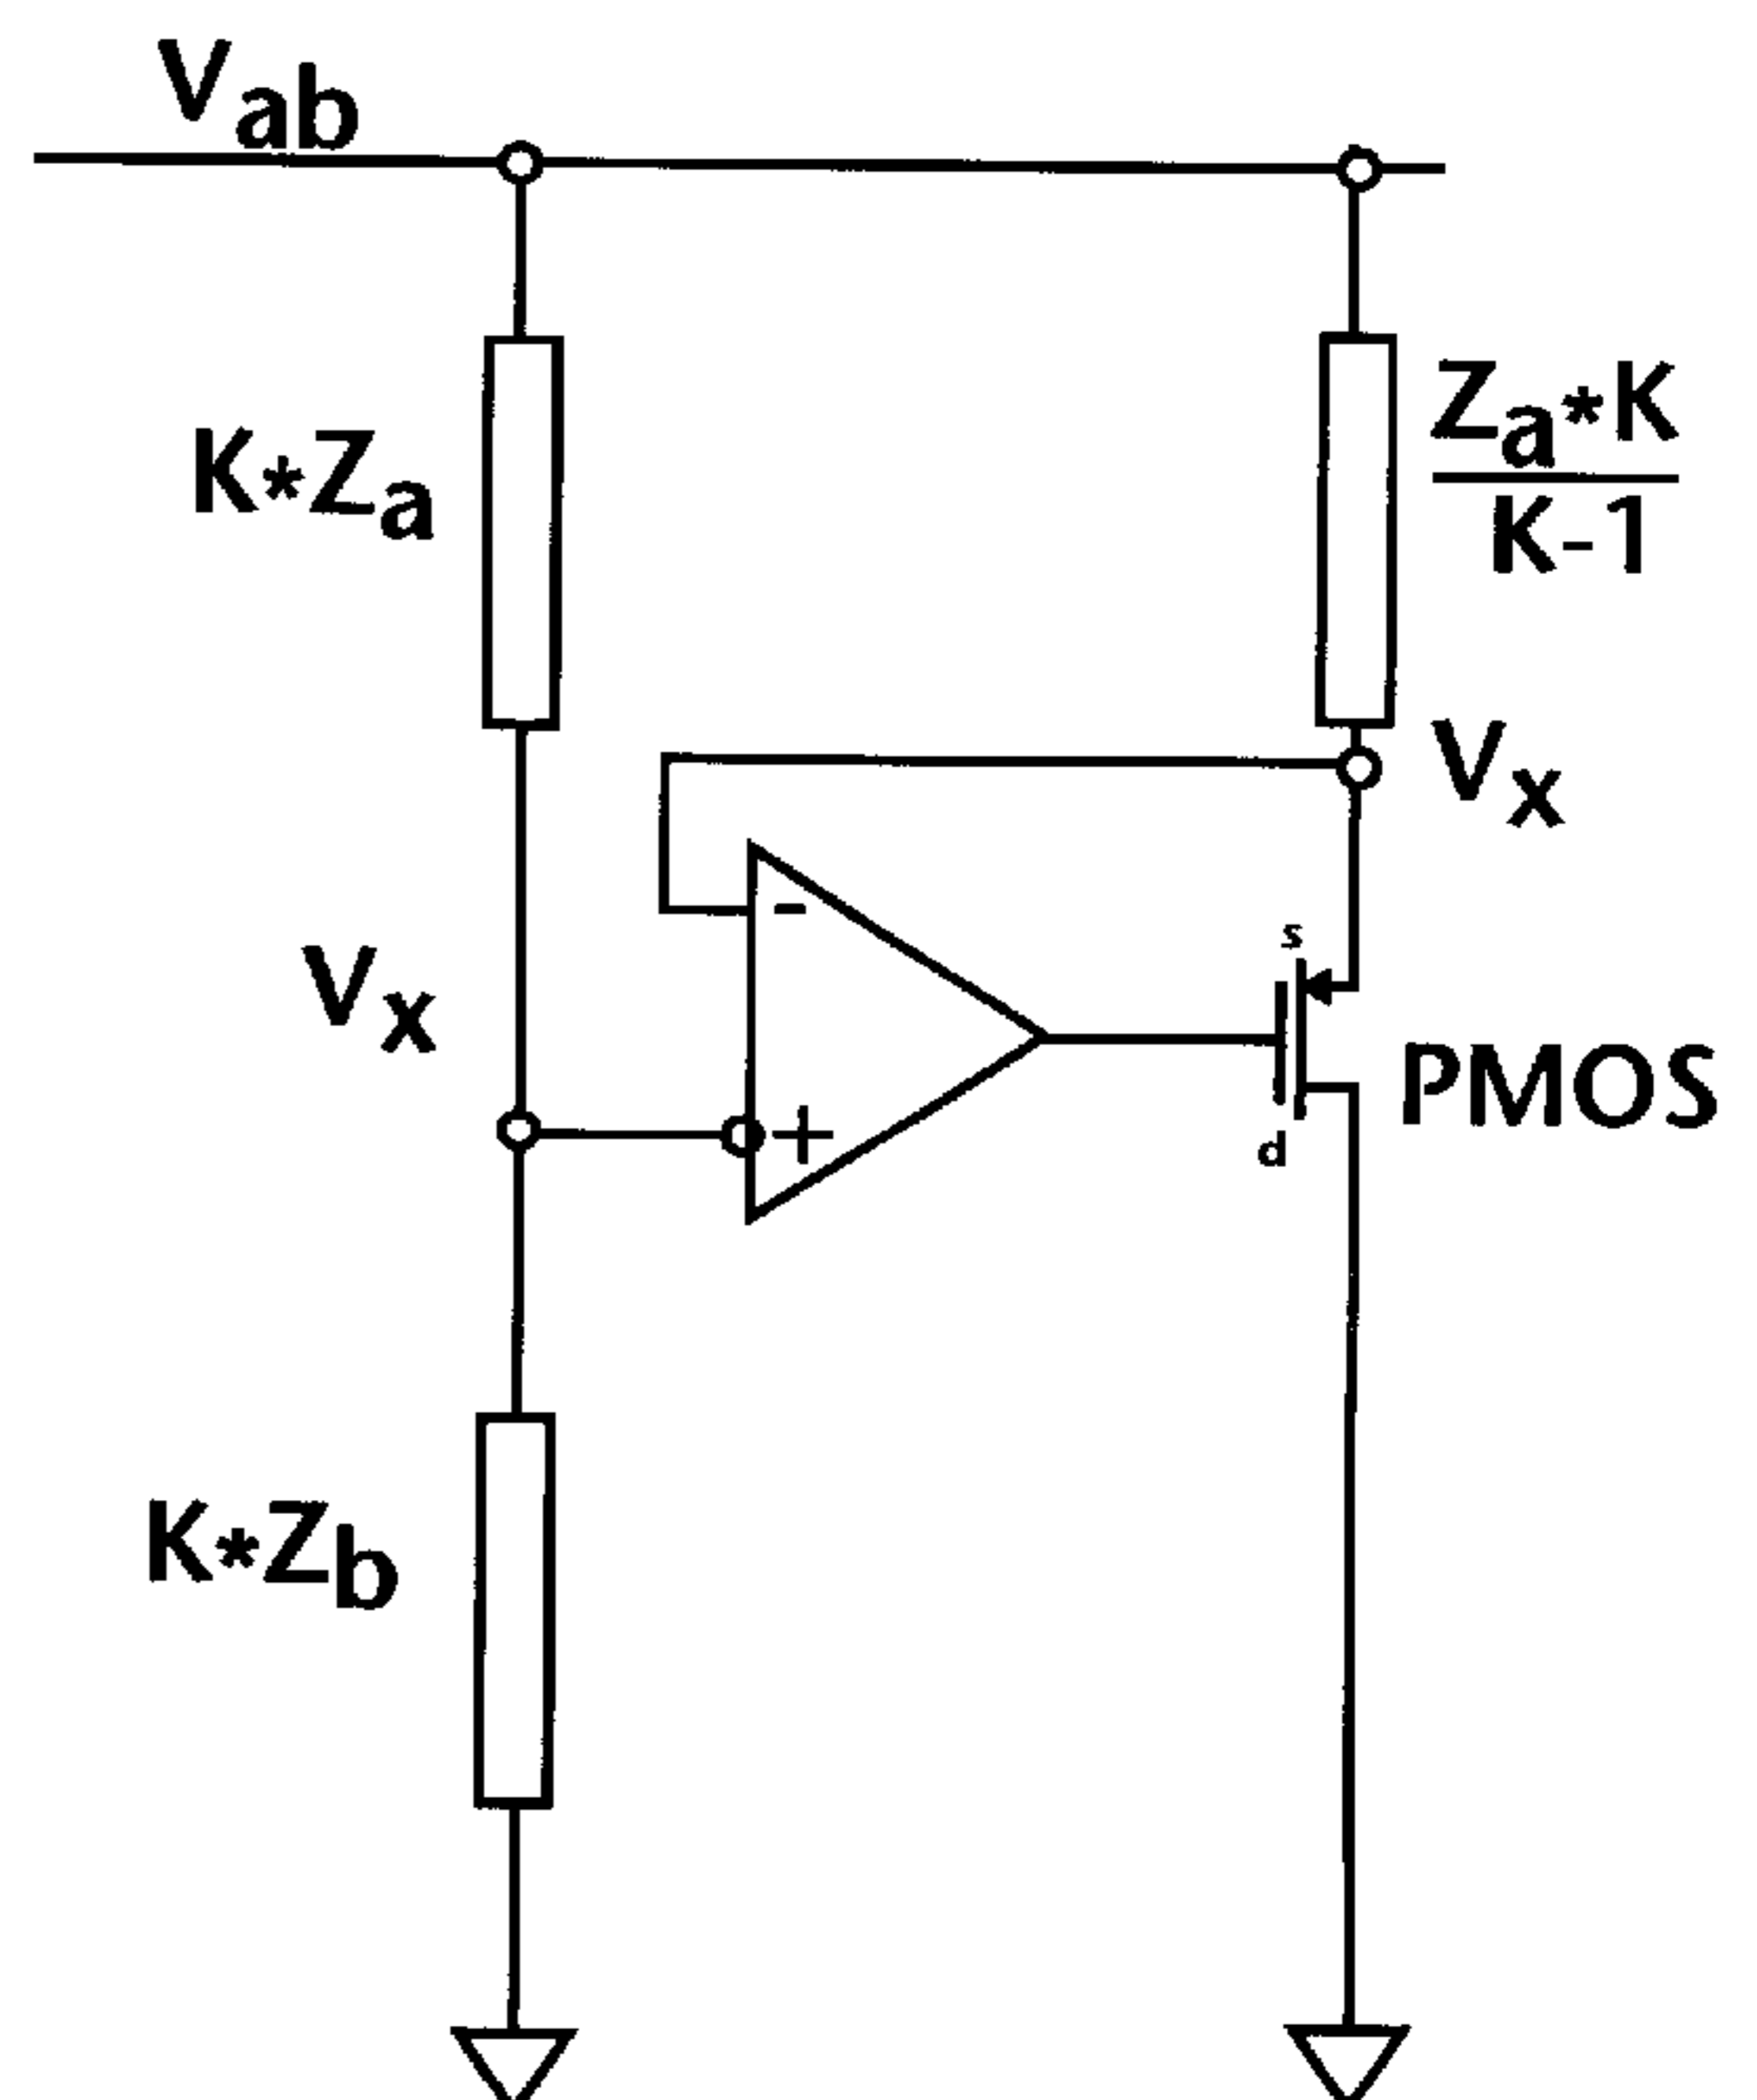 Vab
K*Za
Za*K
K-1
Vx
-
s
Vx
+
PMOS
d
K*Zb